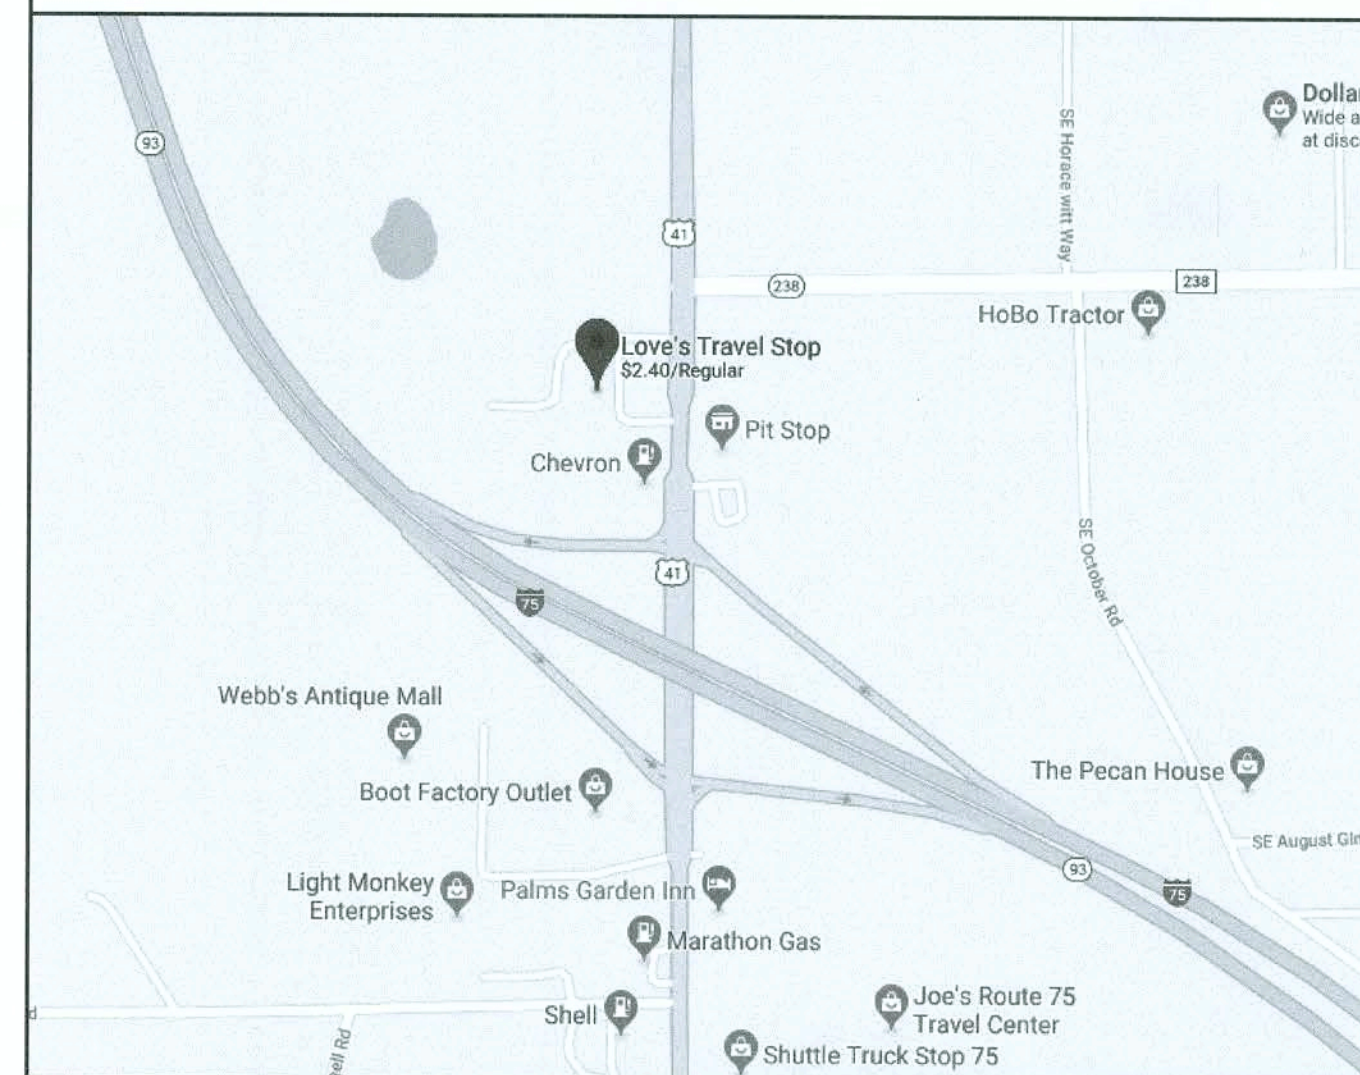 Dolla
Wide a
at disc
93
SE Horace witt Way
41
238
238
HoBo Tractor
Love's Travel Stop
$2.40/Regular
Pit Stop
Chevron
SE October Rd
41
75
Webb's Antique Mall
The Pecan House
Boot Factory Outlet
SE August Gl
93
75
Light Monkey
Enterprises
Palms Garden Inn
Marathon Gas
Joe's Route 75
Travel Center
d
Shell
ell Rd
Shuttle Truck Stop 75